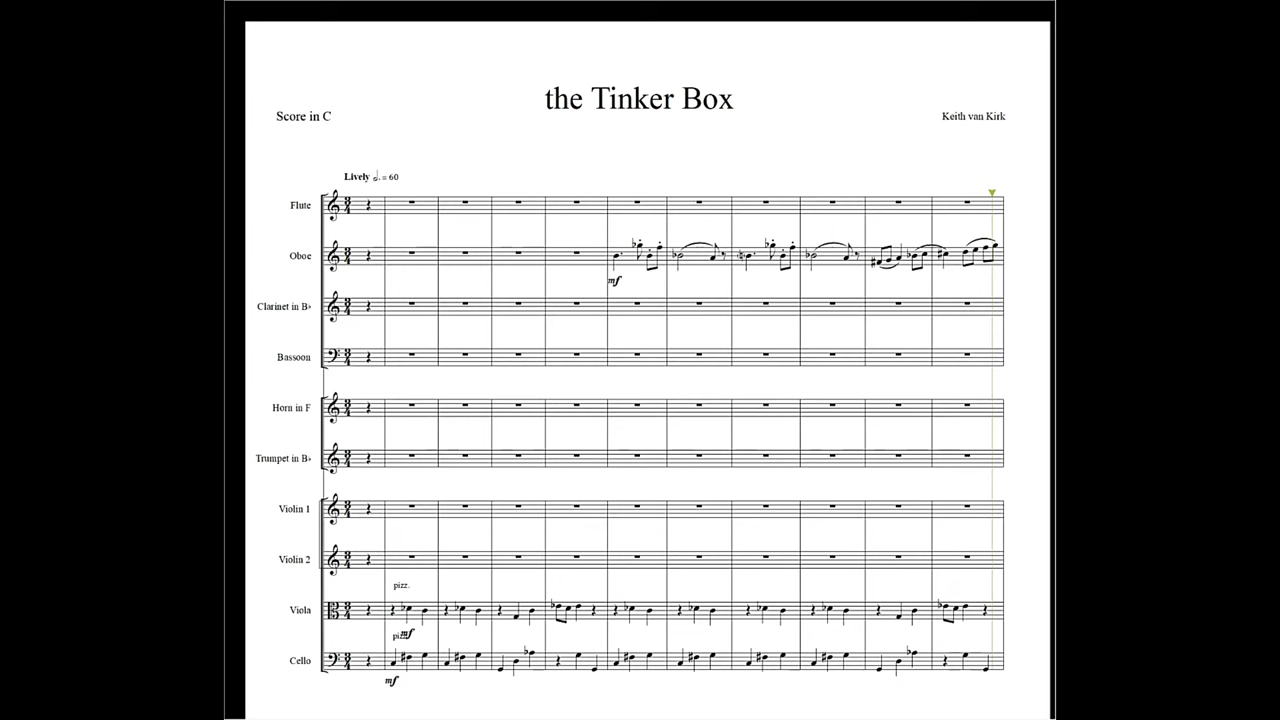 the Tinker Box
Score in C
Keith van Kirk
Lively 𝅗𝅥. = 60
Flute
Oboe
mf
Clarinet in B♭
Bassoon
Horn in F
Trumpet in B♭
Violin 1
Violin 2
pizz.
Viola
mf
Cello
mf